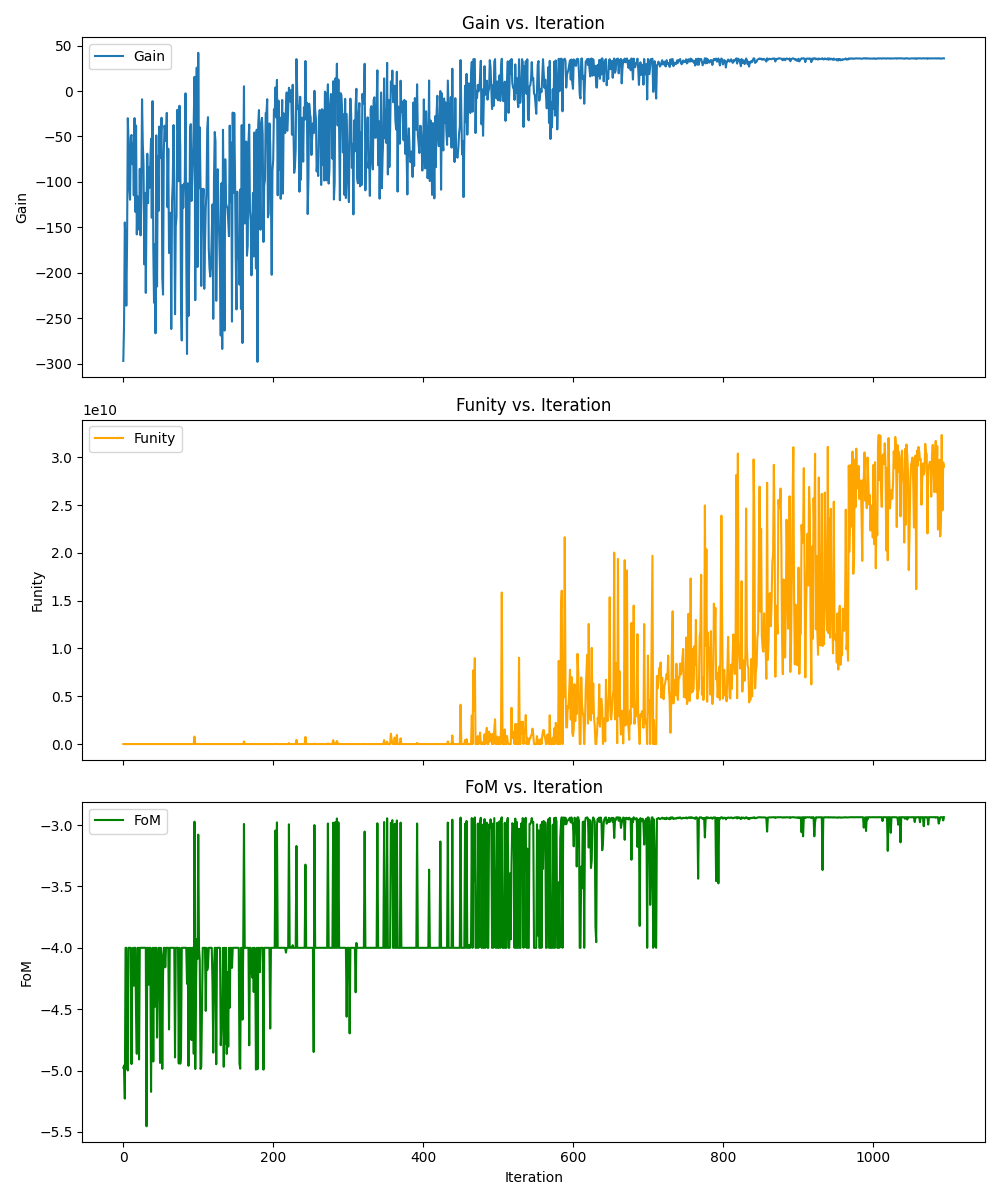 Gain vs. Iteration
Gain
50
0
−50
−100
−150
−200
−250
−300
Gain
Funity vs. Iteration
1e10
Funity
3.0
2.5
2.0
1.5
1.0
0.5
0.0
Funity
FoM vs. Iteration
FoM
−3.0
−3.5
−4.0
−4.5
−5.0
−5.5
FoM
0 200 400 600 800 1000
Iteration